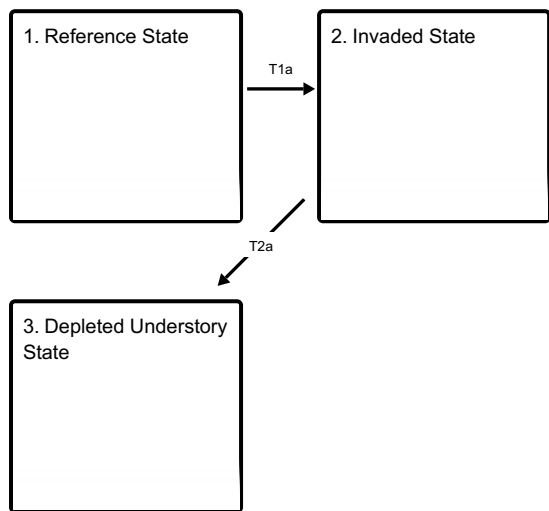 1. Reference State
T1a
2. Invaded State
T2a
3. Depleted Understory
State